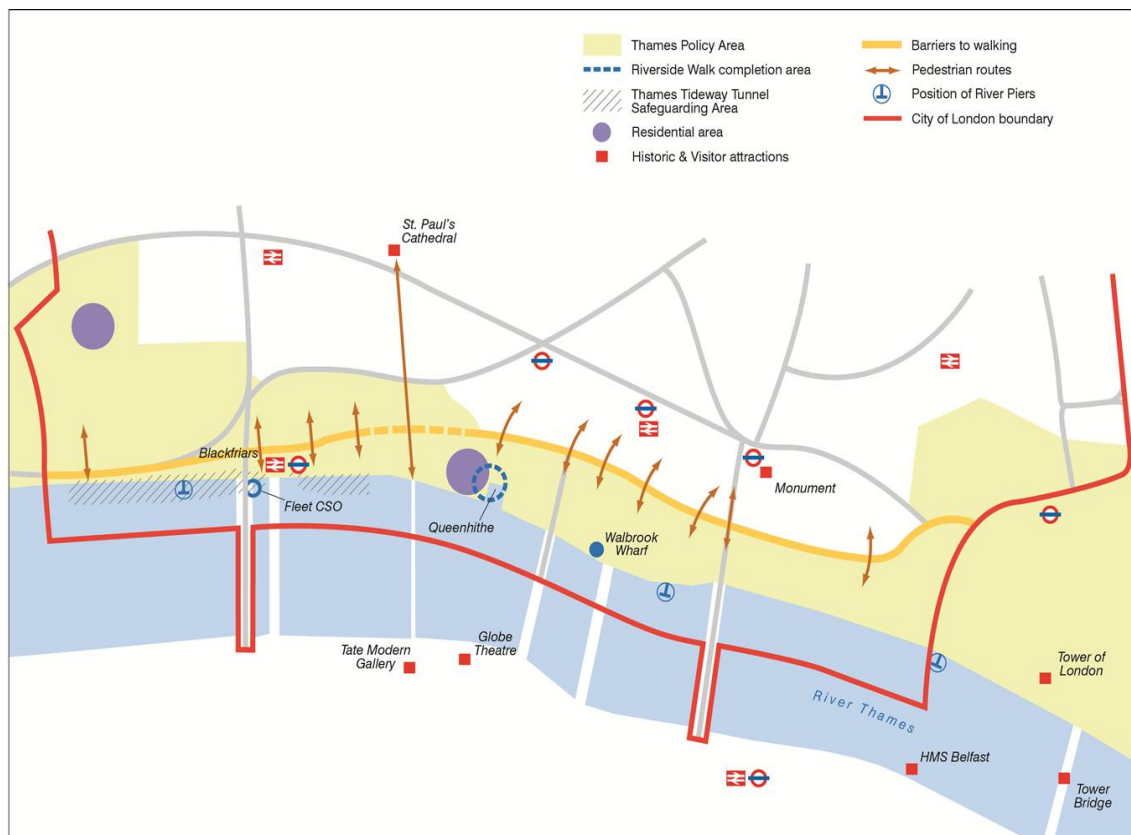 Thames Policy Area
Riverside Walk completion area
Thames Tideway Tunnel
Safeguarding Area
Residential area
Historic & Visitor attractions
Barriers to walking
Pedestrian routes
Position of River Piers
City of London boundary
St. Paul's
Cathedral
Blackfriars
Fleet CSO
Queenhithe
Monument
Walbrook
Wharf
Globe
Theatre
Tate Modern
Gallery
Tower of
London
River Thames
HMS Belfast
Tower
Bridge